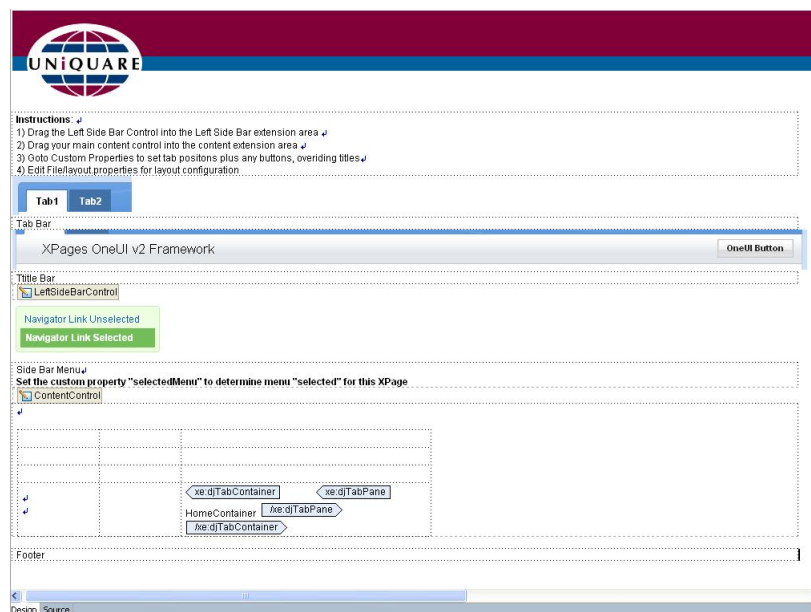 UNiQUARE
Instructions:
1) Drag the Left Side Bar Control into the Left Side Bar extension area
2) Drag your main content control into the content extension area
3) Goto Custom Properties to set tab positons plus any buttons, overiding titles
4) Edit File/layout.properties for layout configuration
Tab1 Tab2
Tab Bar
XPages OneUI v2 Framework OneUI Button
Ttitle Bar
LeftSideBarControl
Navigator Link Unselected
Navigator Link Selected
Side Bar Menu
Set the custom property "selectedMenu" to determine menu "selected" for this XPage
ContentControl
xe:djTabContainer xe:djTabPane
HomeContainer /xe:djTabPane
/xe:djTabContainer
Footer
Design Source